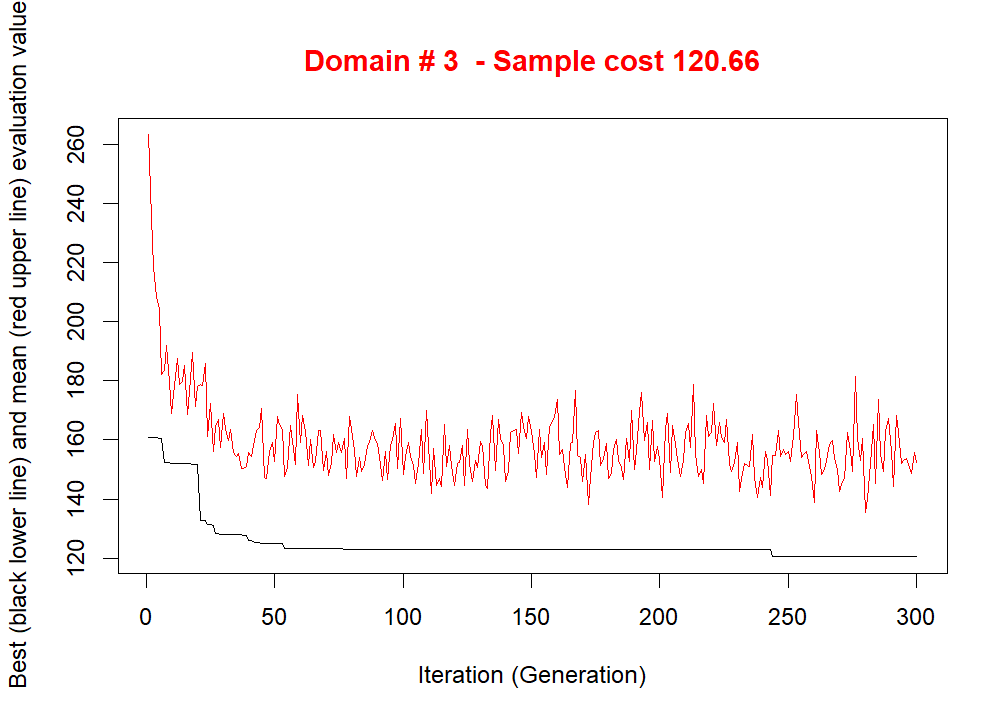 Domain # 3  - Sample cost 120.66
Best (black lower line) and mean (red upper line) evaluation value
260
240
220
200
180
160
140
120
0 50 100 150 200 250 300
Iteration (Generation)